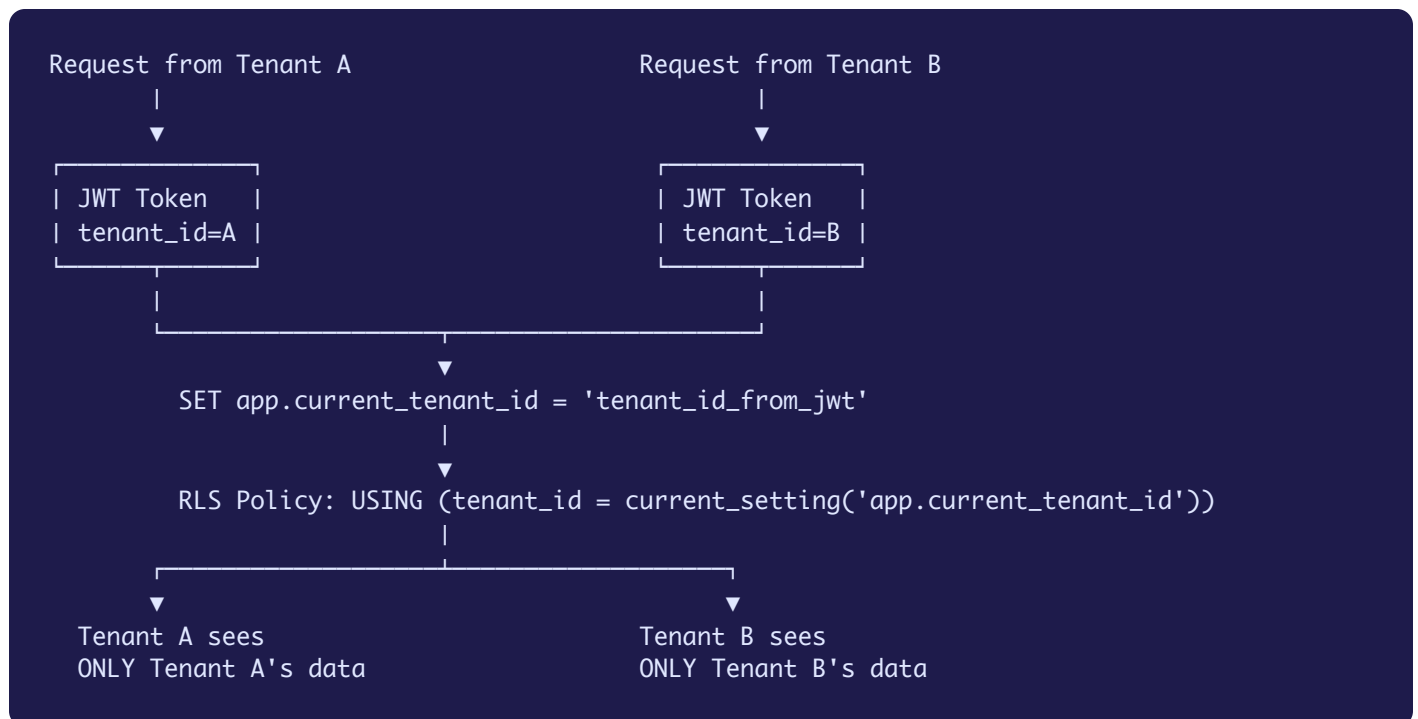 Request from Tenant A                    Request from Tenant B
JWT Token                                JWT Token
tenant_id=A                              tenant_id=B
SET app.current_tenant_id = 'tenant_id_from_jwt'
RLS Policy: USING (tenant_id = current_setting('app.current_tenant_id'))
Tenant A sees                          Tenant B sees
ONLY Tenant A's data                   ONLY Tenant B's data